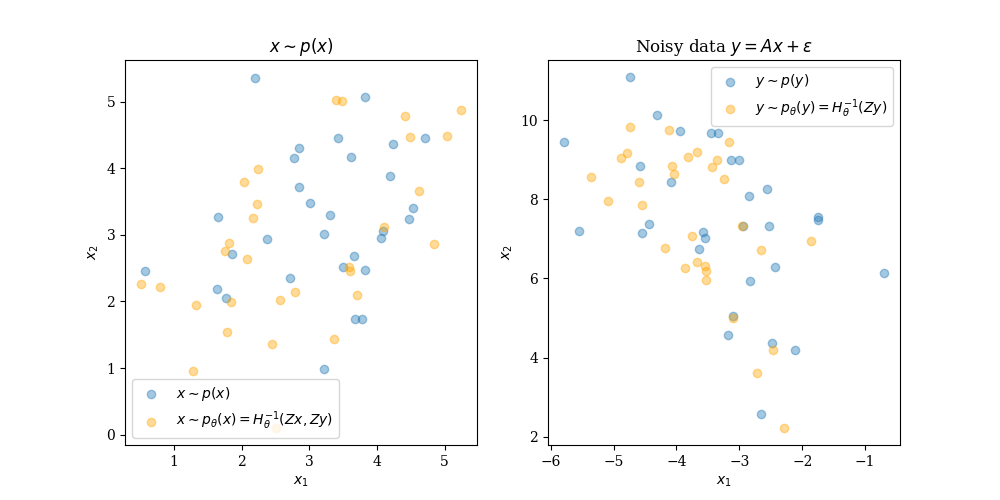 x ∼ p(x)
5
4
3
2
1
0
x₂
x ∼ p(x)
x ∼ p_θ(x) = H_θ⁻¹(Zx, Zy)
1 2 3 4 5
x₁
Noisy data y = Ax + ε
10
8
6
4
2
x₂
y ∼ p(y)
y ∼ p_θ(y) = H_θ⁻¹(Zy)
−6 −5 −4 −3 −2 −1
x₁